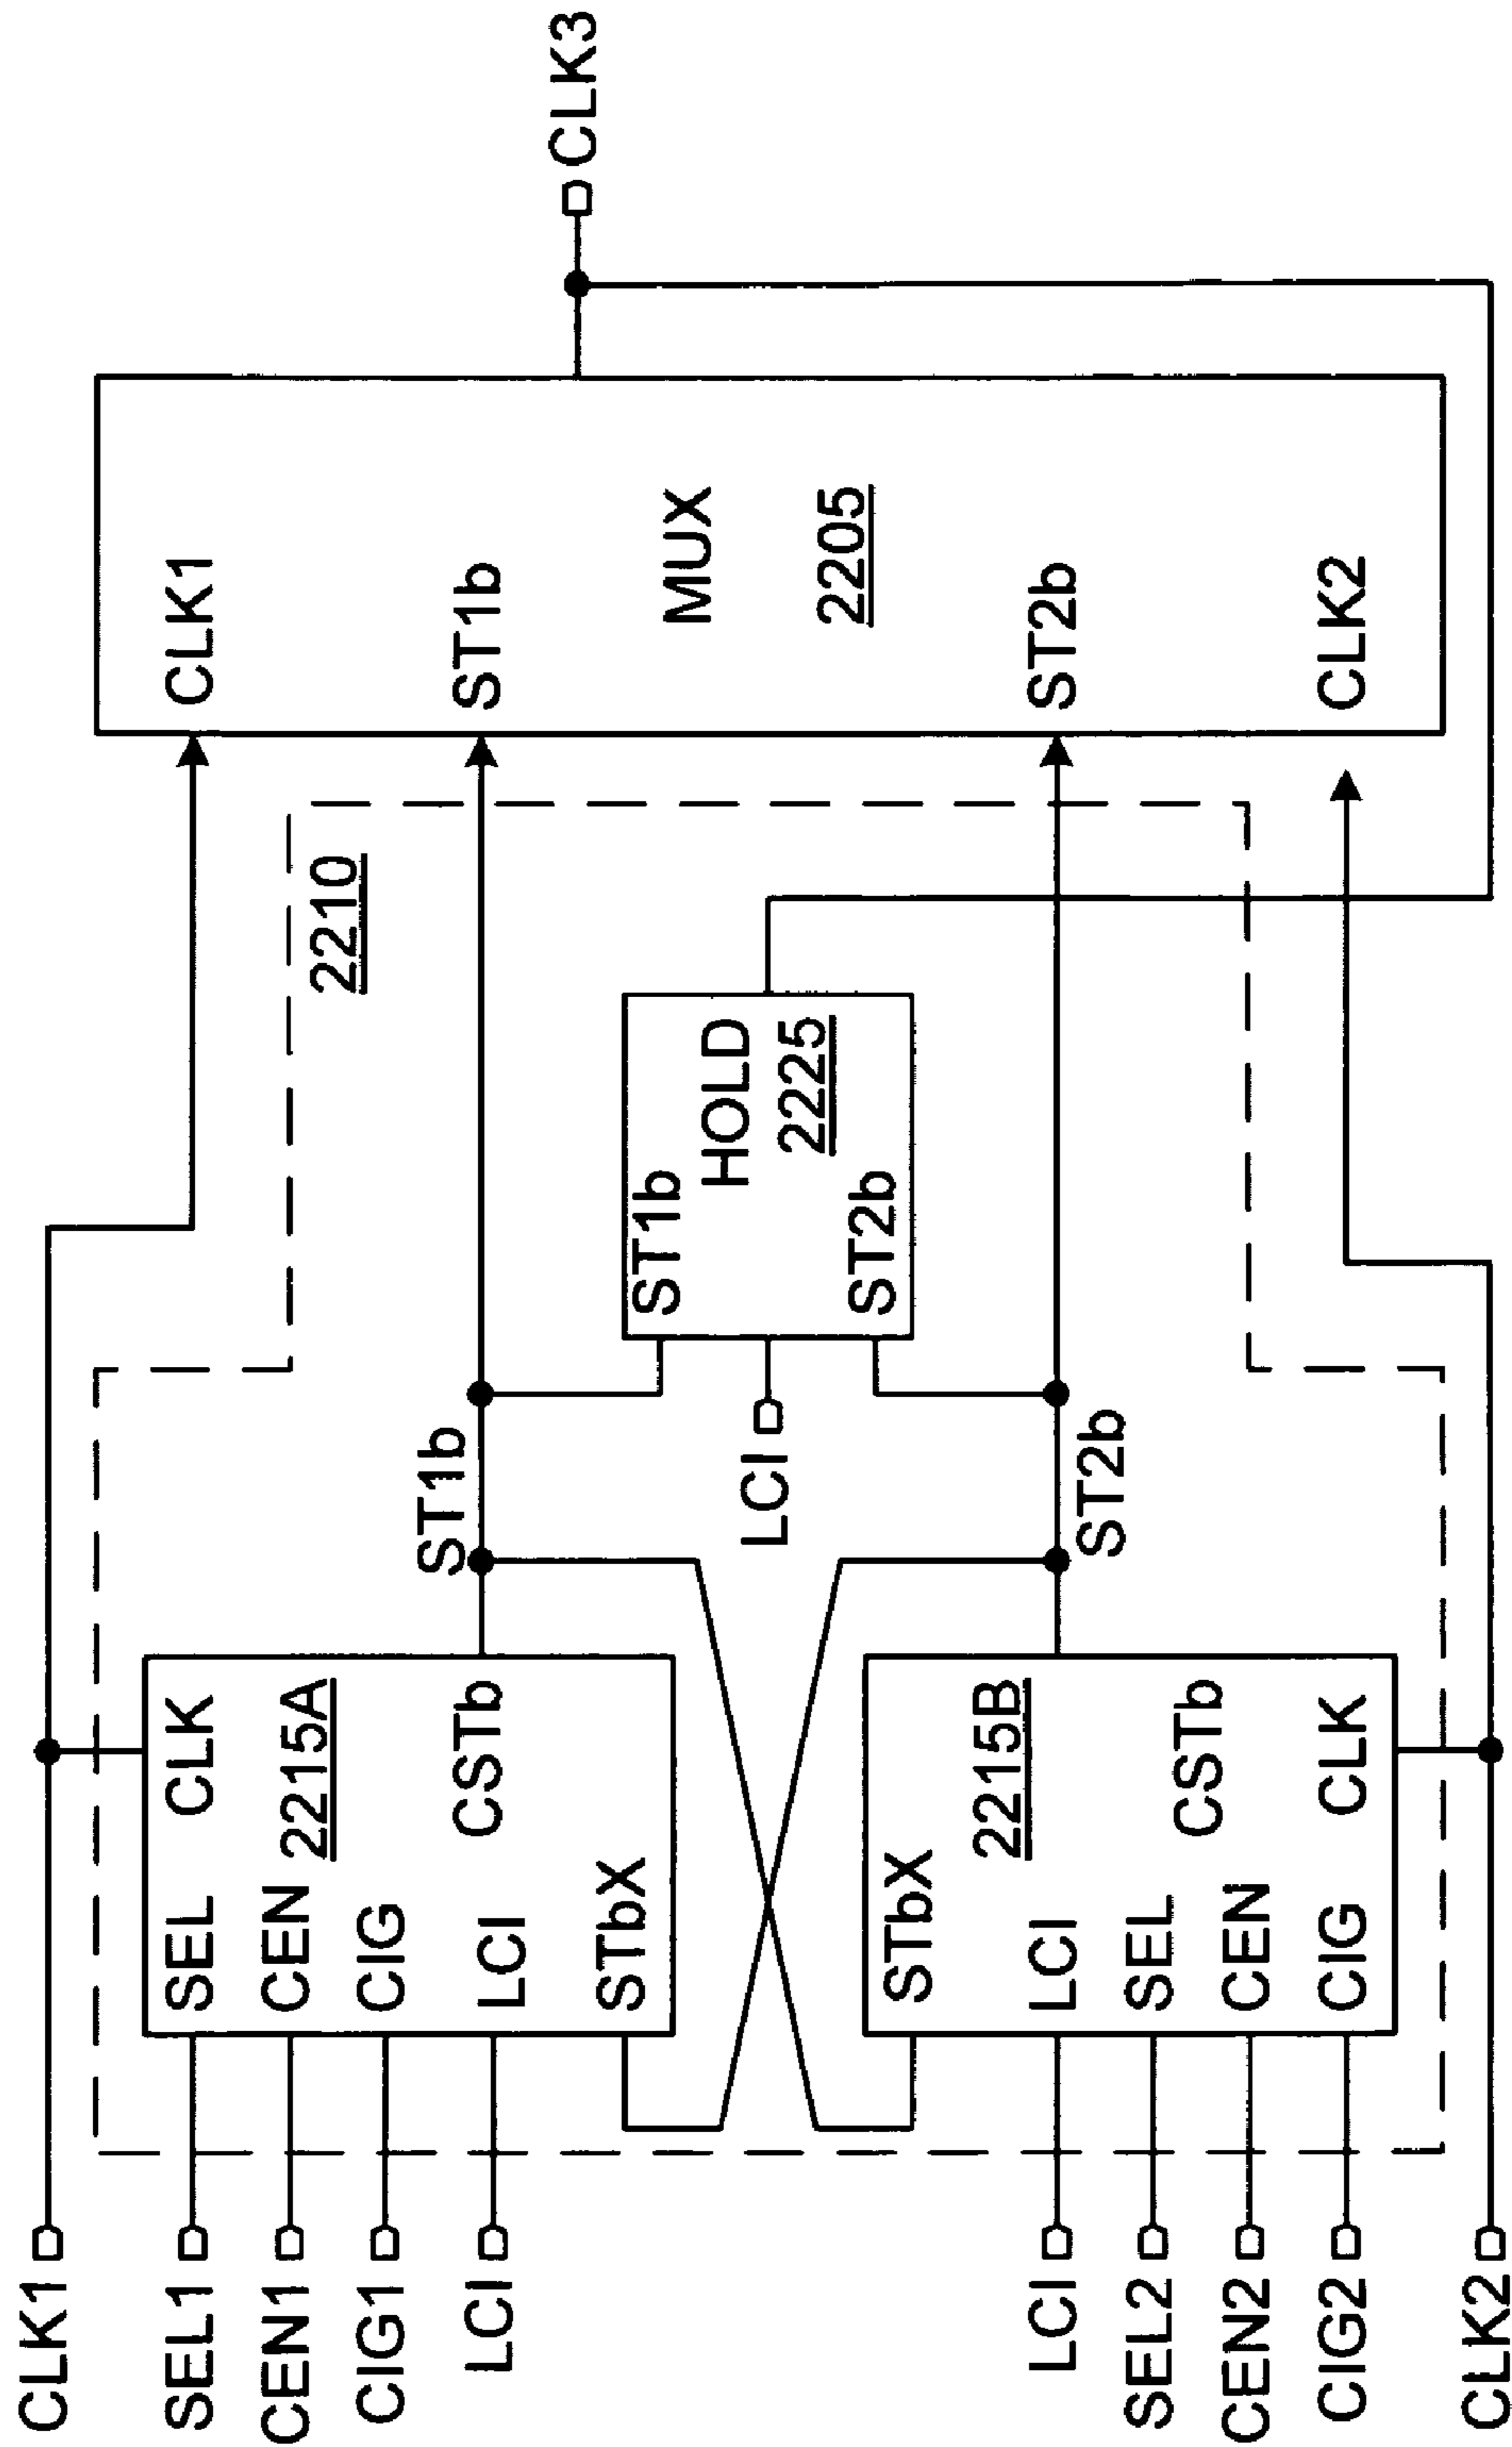 CLK1
SEL1
CEN1
CIG1
LCI
LCI
SEL2
CEN2
CIG2
CLK2
SEL CLK
CEN 2215A
CIG
CSTb
LCI
STbX
STbX
2215B
LCI
SEL
CSTb
CEN
CIG CLK
ST1b
LCI
ST2b
ST1b
HOLD
2225
ST2b
2210
CLK1
ST1b
MUX
2205
ST2b
CLK2
CLK3